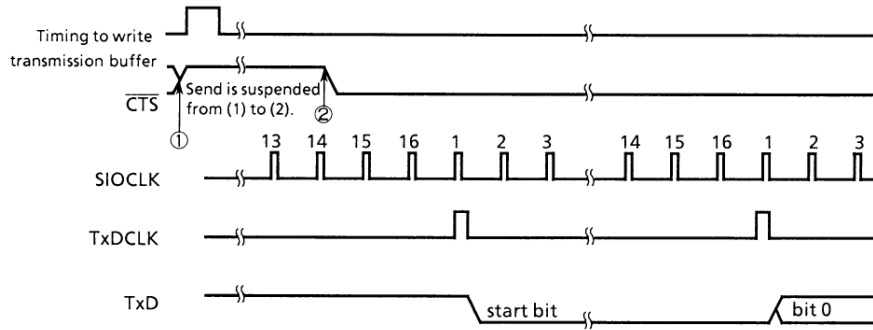 Timing to write
transmission buffer
CTS
Send is suspended
from (1) to (2).
① ②
13 14 15 16 1 2 3 14 15 16 1 2 3
SIOCLK
TxDCLK
TxD
start bit
bit 0